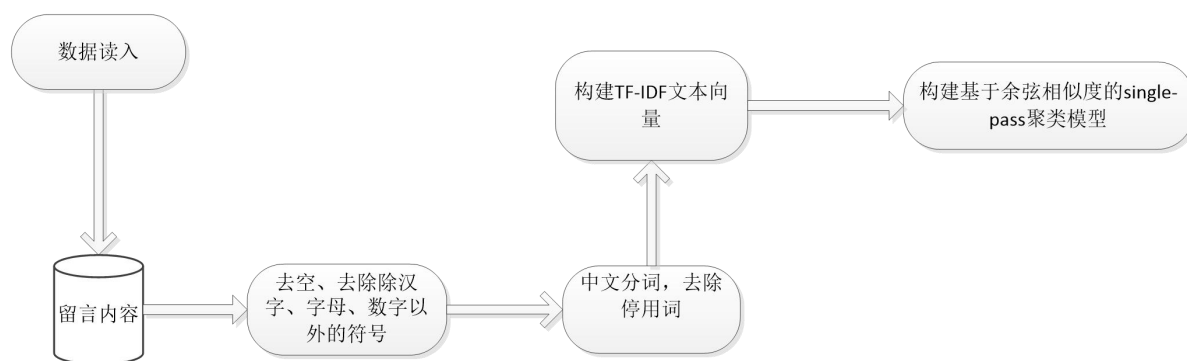 数据读入
留言内容
去空、去除除汉
字、字母、数字以
外的符号
中文分词，去除
停用词
构建TF-IDF文本向
量
构建基于余弦相似度的single-
pass聚类模型